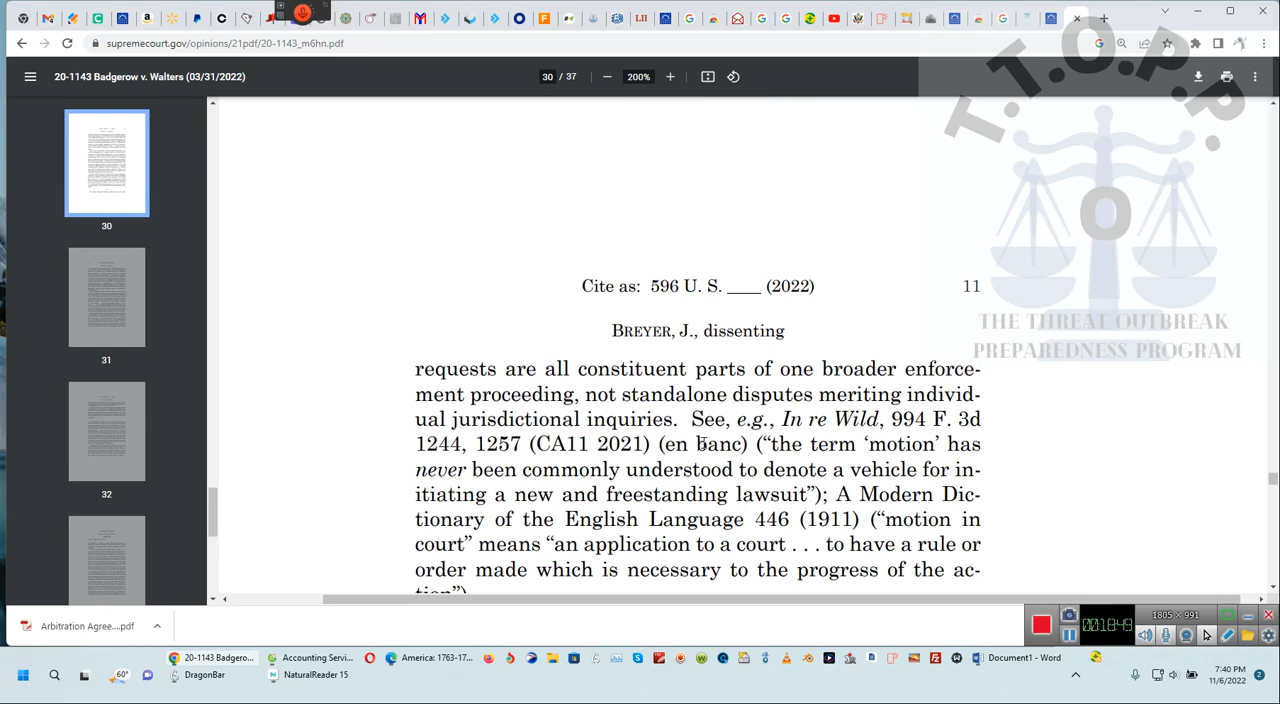 supremecourt.gov/opinions/21pdf/20-1143_m6hn.pdf
20-1143 Badgerow v. Walters (03/31/2022)
30 / 37
200%
T.T.O.P.P.
O
THE THREAT OUTBREAK
PREPAREDNESS PROGRAM
30
31
32
Cite as: 596 U. S. ____ (2022)
11
BREYER, J., dissenting
requests are all constituent parts of one broader enforce-
ment proceeding, not standalone disputes meriting individ-
ual jurisdictional inquiries. See, e.g., In re Wild, 994 F. 3d
1244, 1257 (CA11 2021) (en banc) (“the term ‘motion’ has
never been commonly understood to denote a vehicle for in-
itiating a new and freestanding lawsuit”); A Modern Dic-
tionary of the English Language 446 (1911) (“motion in
court” means “an application to a court . . . to have a rule or
order made which is necessary to the progress of the ac-
tion”)
Arbitration Agree....pdf
00:18:49
1805 × 991
20-1143 Badgero...
Accounting Servi...
America: 1763-17...
Document1 - Word
60°
DragonBar
NaturalReader 15
7:40 PM
11/6/2022
2